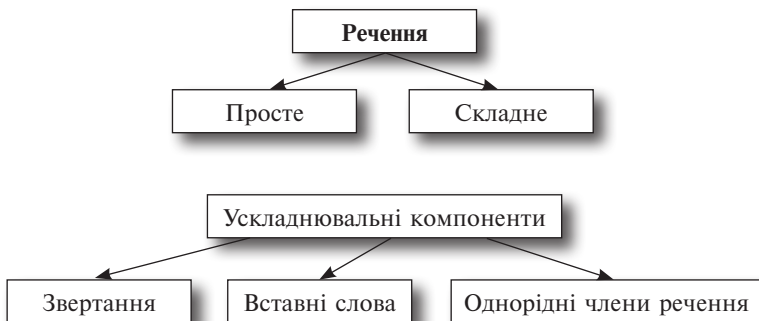 Речення
Просте Складне
Ускладнювальні компоненти
Звертання Вставні слова Однорідні члени речення